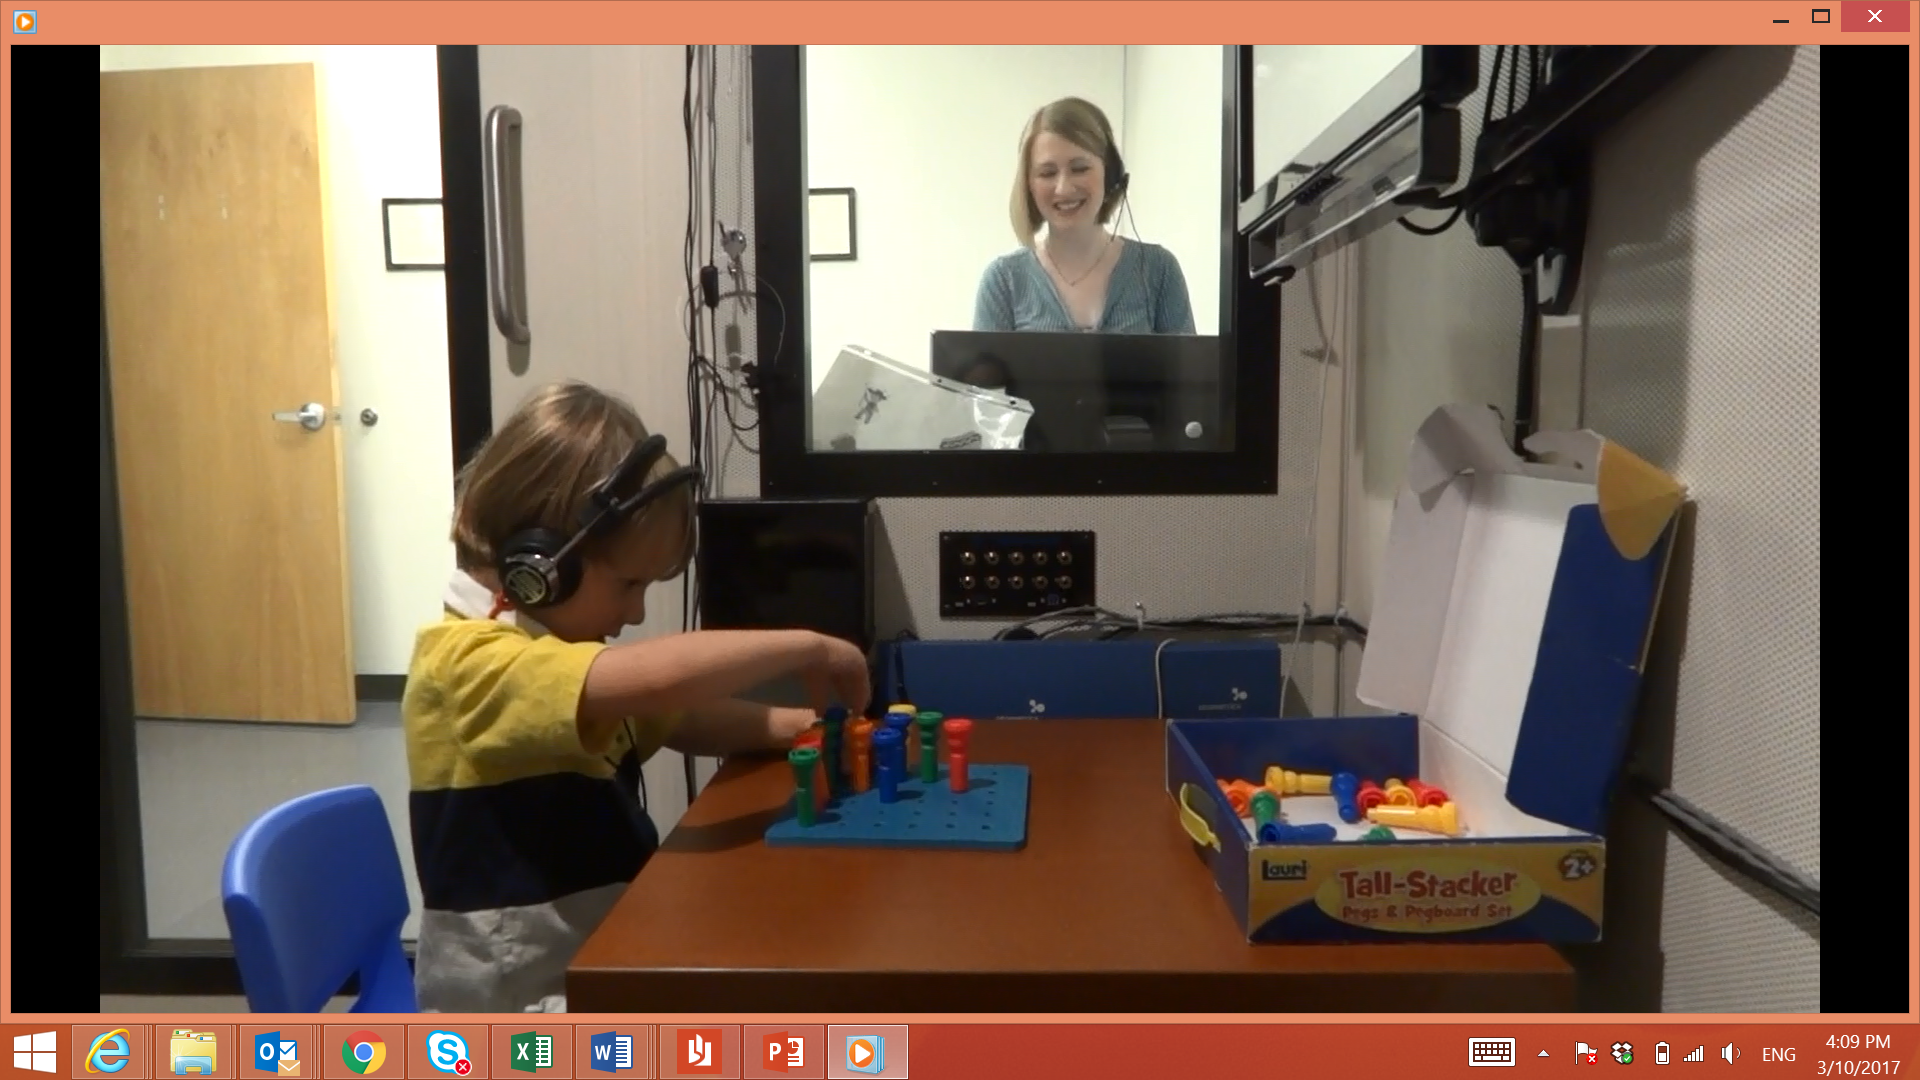 Lauri
Tall-Stacker
Pegs & Pegboard Set
2+
ENG
4:09 PM
3/10/2017